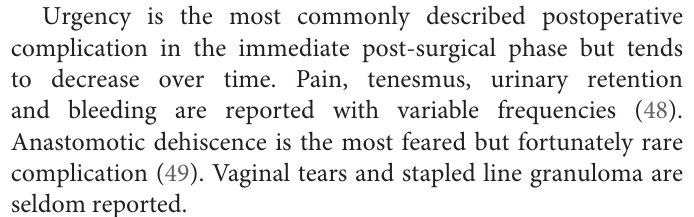 Urgency is the most commonly described postoperative
complication in the immediate post-surgical phase but tends
to decrease over time. Pain, tenesmus, urinary retention
and bleeding are reported with variable frequencies (48).
Anastomotic dehiscence is the most feared but fortunately rare
complication (49). Vaginal tears and stapled line granuloma are
seldom reported.